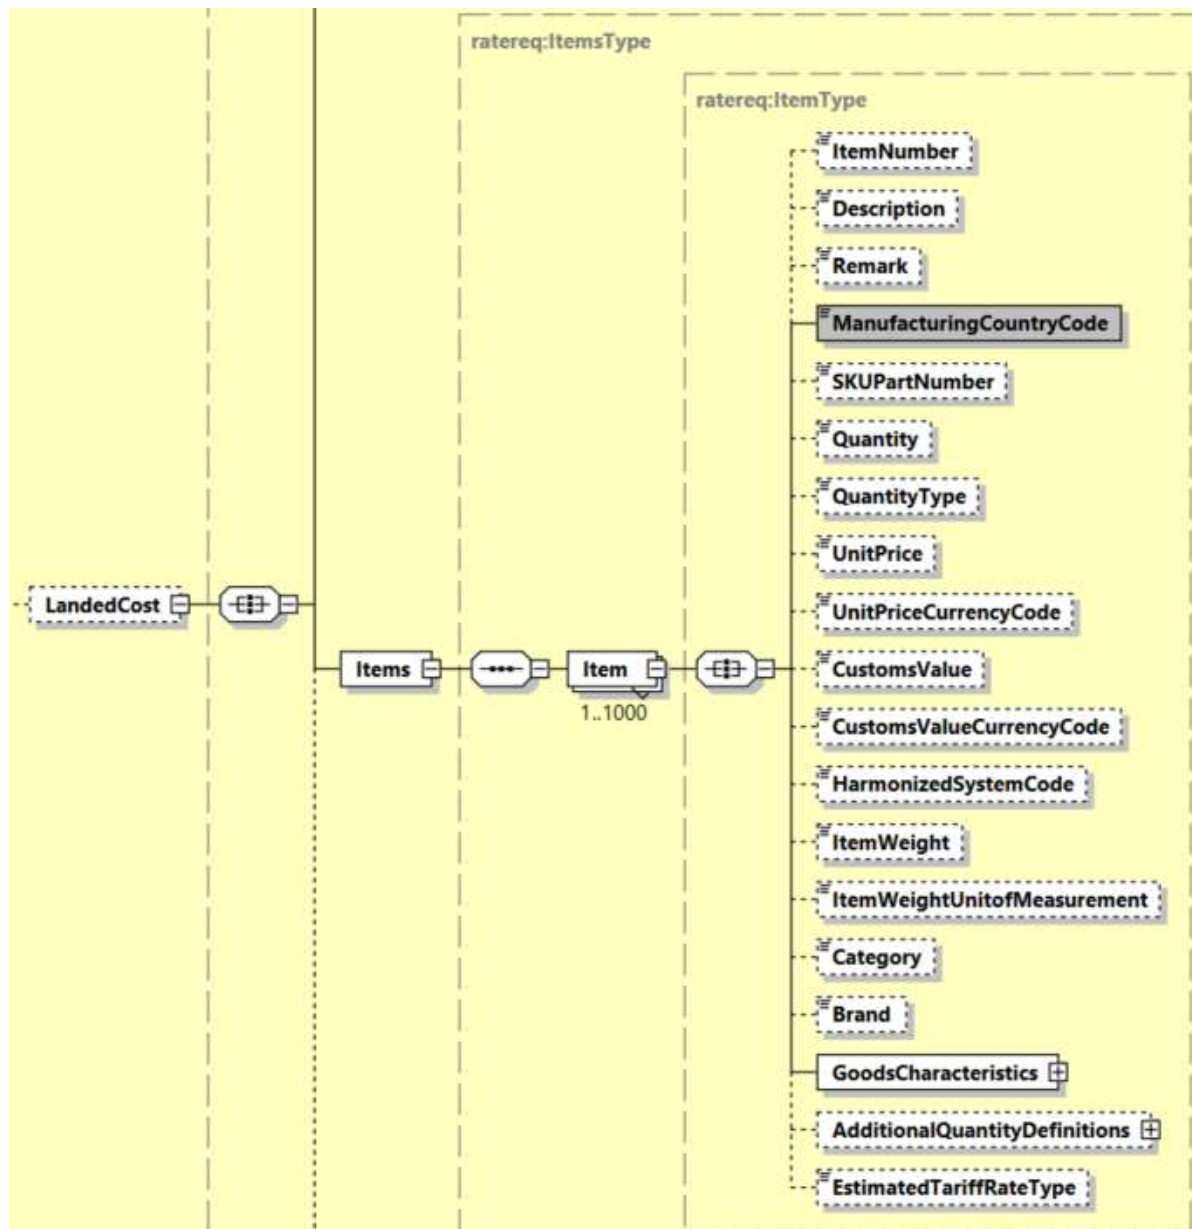 ratereq:ItemsType
ratereq:ItemType
ItemNumber
Description
Remark
ManufacturingCountryCode
SKUPartNumber
Quantity
QuantityType
UnitPrice
LandedCost
UnitPriceCurrencyCode
Items
Item
1..1000
CustomsValue
CustomsValueCurrencyCode
HarmonizedSystemCode
ItemWeight
ItemWeightUnitofMeasurement
Category
Brand
GoodsCharacteristics
AdditionalQuantityDefinitions
EstimatedTariffRateType